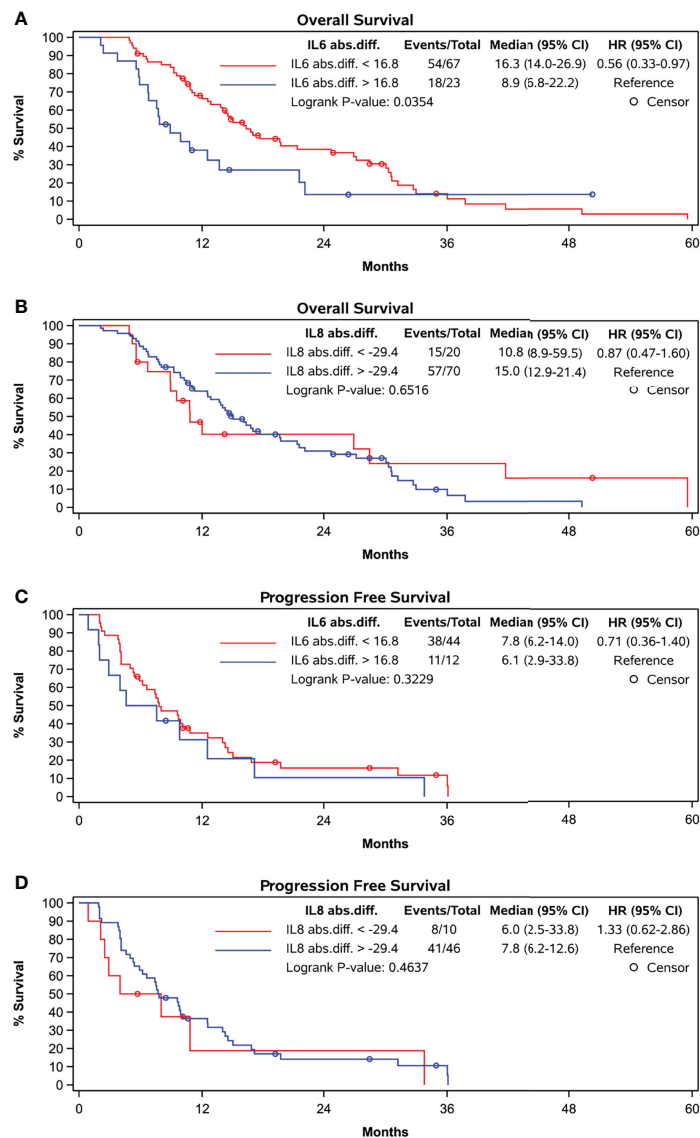 A
Overall Survival
IL6 abs.diff. Events/Total Median (95% CI) HR (95% CI)
IL6 abs.diff. < 16.8 54/67 16.3 (14.0-26.9) 0.56 (0.33-0.97)
IL6 abs.diff. > 16.8 18/23 8.9 (5.8-22.2) Reference
Logrank P-value: 0.0354 Censor
% Survival
100
90
80
70
60
50
40
30
20
10
0
0 12 24 36 48 60
Months
B
Overall Survival
IL8 abs.diff. Events/Total Median (95% CI) HR (95% CI)
IL8 abs.diff. < -29.4 15/20 10.8 (8.9-59.5) 0.87 (0.47-1.60)
IL8 abs.diff. > -29.4 57/70 15.0 (12.9-21.4) Reference
Logrank P-value: 0.6516 Censor
% Survival
100
90
80
70
60
50
40
30
20
10
0
0 12 24 36 48 60
Months
C
Progression Free Survival
IL6 abs.diff. Events/Total Median (95% CI) HR (95% CI)
IL6 abs.diff. < 16.8 38/44 7.8 (6.2-14.0) 0.71 (0.36-1.40)
IL6 abs.diff. > 16.8 11/12 6.1 (2.9-33.8) Reference
Logrank P-value: 0.3229 Censor
% Survival
100
90
80
70
60
50
40
30
20
10
0
0 12 24 36 48 60
Months
D
Progression Free Survival
IL8 abs.diff. Events/Total Median (95% CI) HR (95% CI)
IL8 abs.diff. < -29.4 8/10 6.0 (2.5-33.8) 1.33 (0.62-2.86)
IL8 abs.diff. > -29.4 41/46 7.8 (6.2-12.6) Reference
Logrank P-value: 0.4637 Censor
% Survival
100
90
80
70
60
50
40
30
20
10
0
0 12 24 36 48 60
Months